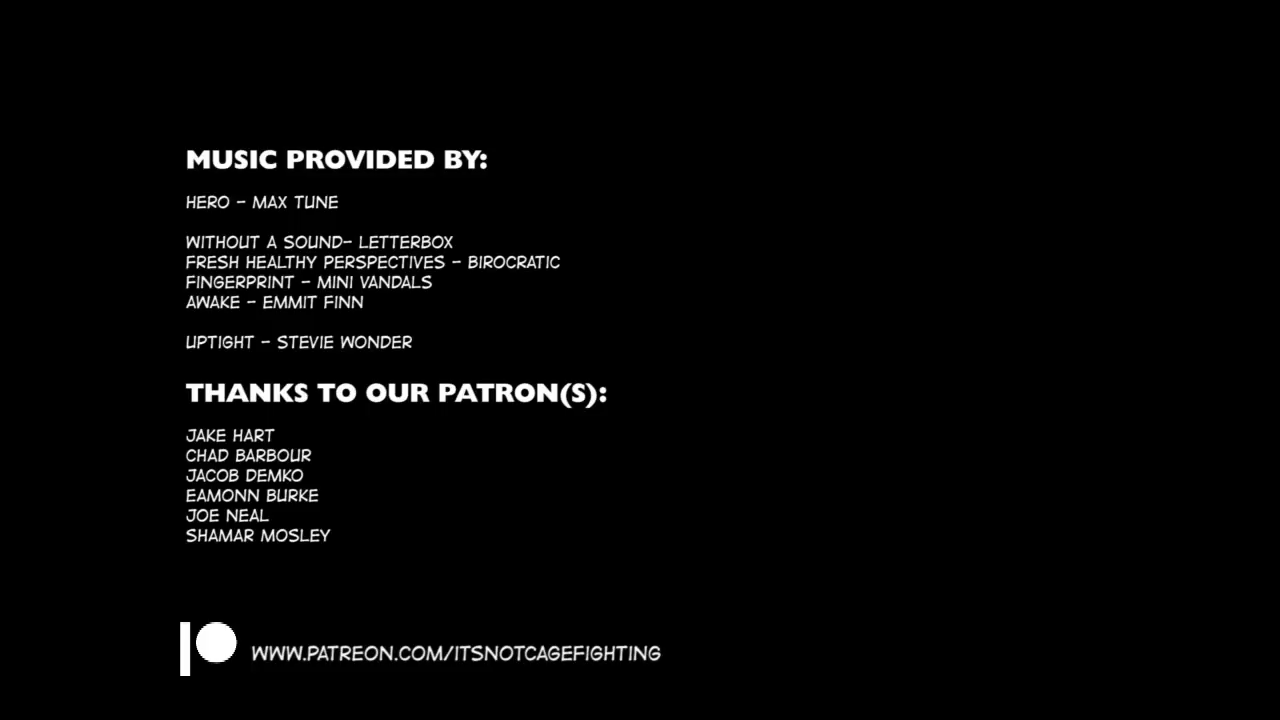 MUSIC PROVIDED BY:
HERO - MAX TUNE
WITHOUT A SOUND- LETTERBOX
FRESH HEALTHY PERSPECTIVES - BIROCRATIC
FINGERPRINT - MINI VANDALS
AWAKE - EMMIT FINN
UPTIGHT - STEVIE WONDER
THANKS TO OUR PATRON(S):
JAKE HART
CHAD BARBOUR
JACOB DEMKO
EAMONN BURKE
JOE NEAL
SHAMAR MOSLEY
WWW.PATREON.COM/ITSNOTCAGEFIGHTING